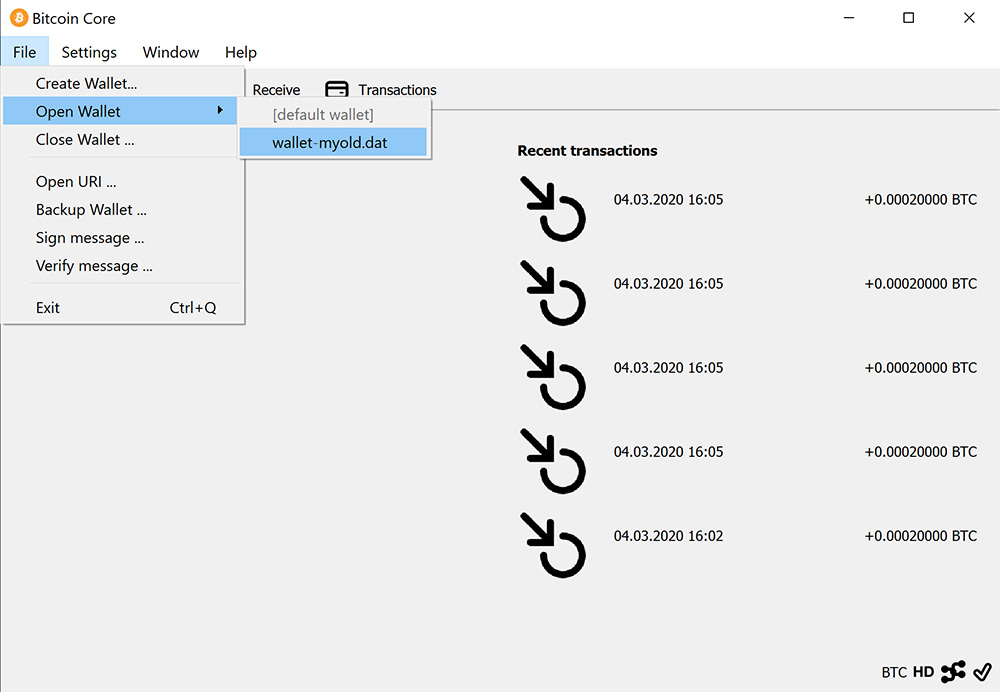 Bitcoin Core
File Settings Window Help
Create Wallet...
Open Wallet
Close Wallet ...
Open URI ...
Backup Wallet ...
Sign message ...
Verify message ...
Exit Ctrl+Q
[default wallet]
wallet-myold.dat
Receive Transactions
Recent transactions
04.03.2020 16:05 +0.00020000 BTC
04.03.2020 16:05 +0.00020000 BTC
04.03.2020 16:05 +0.00020000 BTC
04.03.2020 16:05 +0.00020000 BTC
04.03.2020 16:02 +0.00020000 BTC
BTC HD